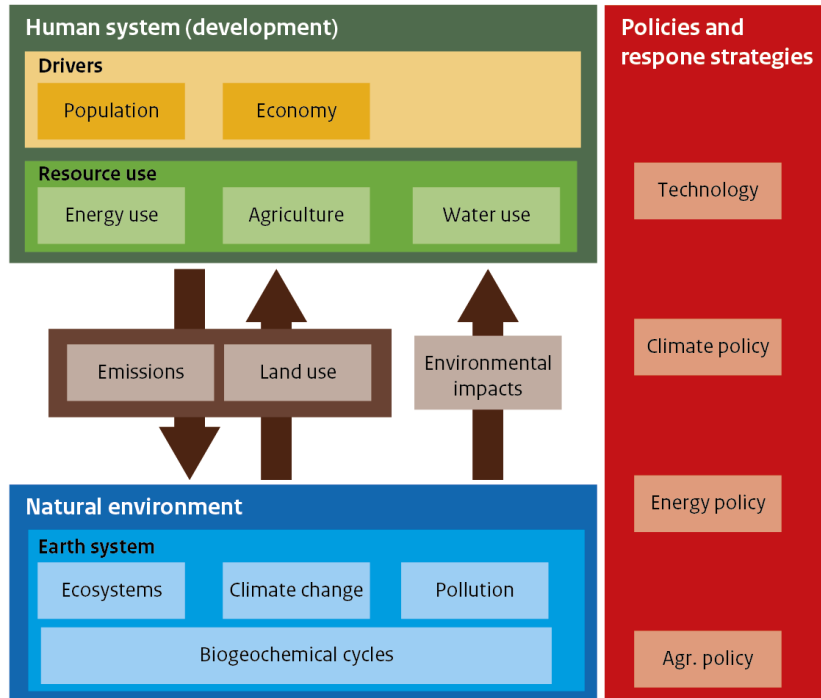 Human system (development)
Drivers
Population
Economy
Resource use
Energy use
Agriculture
Water use
Emissions
Land use
Environmental
impacts
Natural environment
Earth system
Ecosystems
Climate change
Pollution
Biogeochemical cycles
Policies and
respone strategies
Technology
Climate policy
Energy policy
Agr. policy